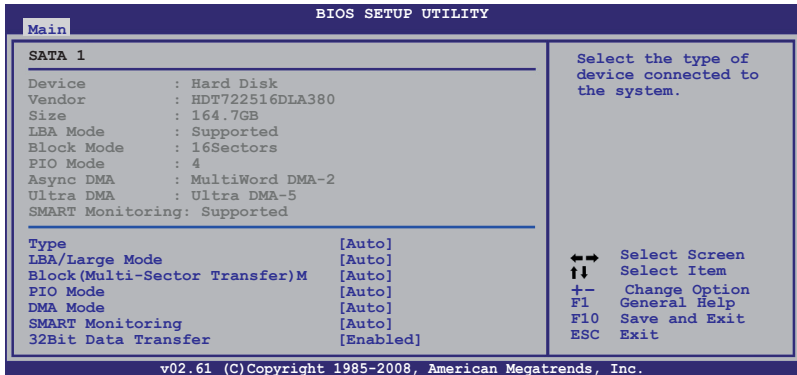 BIOS SETUP UTILITY
Main
SATA 1
Device : Hard Disk
Vendor : HDT722516DLA380
Size : 164.7GB
LBA Mode : Supported
Block Mode : 16Sectors
PIO Mode : 4
Async DMA : MultiWord DMA-2
Ultra DMA : Ultra DMA-5
SMART Monitoring: Supported
Type [Auto]
LBA/Large Mode [Auto]
Block(Multi-Sector Transfer)M [Auto]
PIO Mode [Auto]
DMA Mode [Auto]
SMART Monitoring [Auto]
32Bit Data Transfer [Enabled]
Select the type of
device connected to
the system.
←→ Select Screen
↑↓ Select Item
+- Change Option
F1 General Help
F10 Save and Exit
ESC Exit
v02.61 (C)Copyright 1985-2008, American Megatrends, Inc.